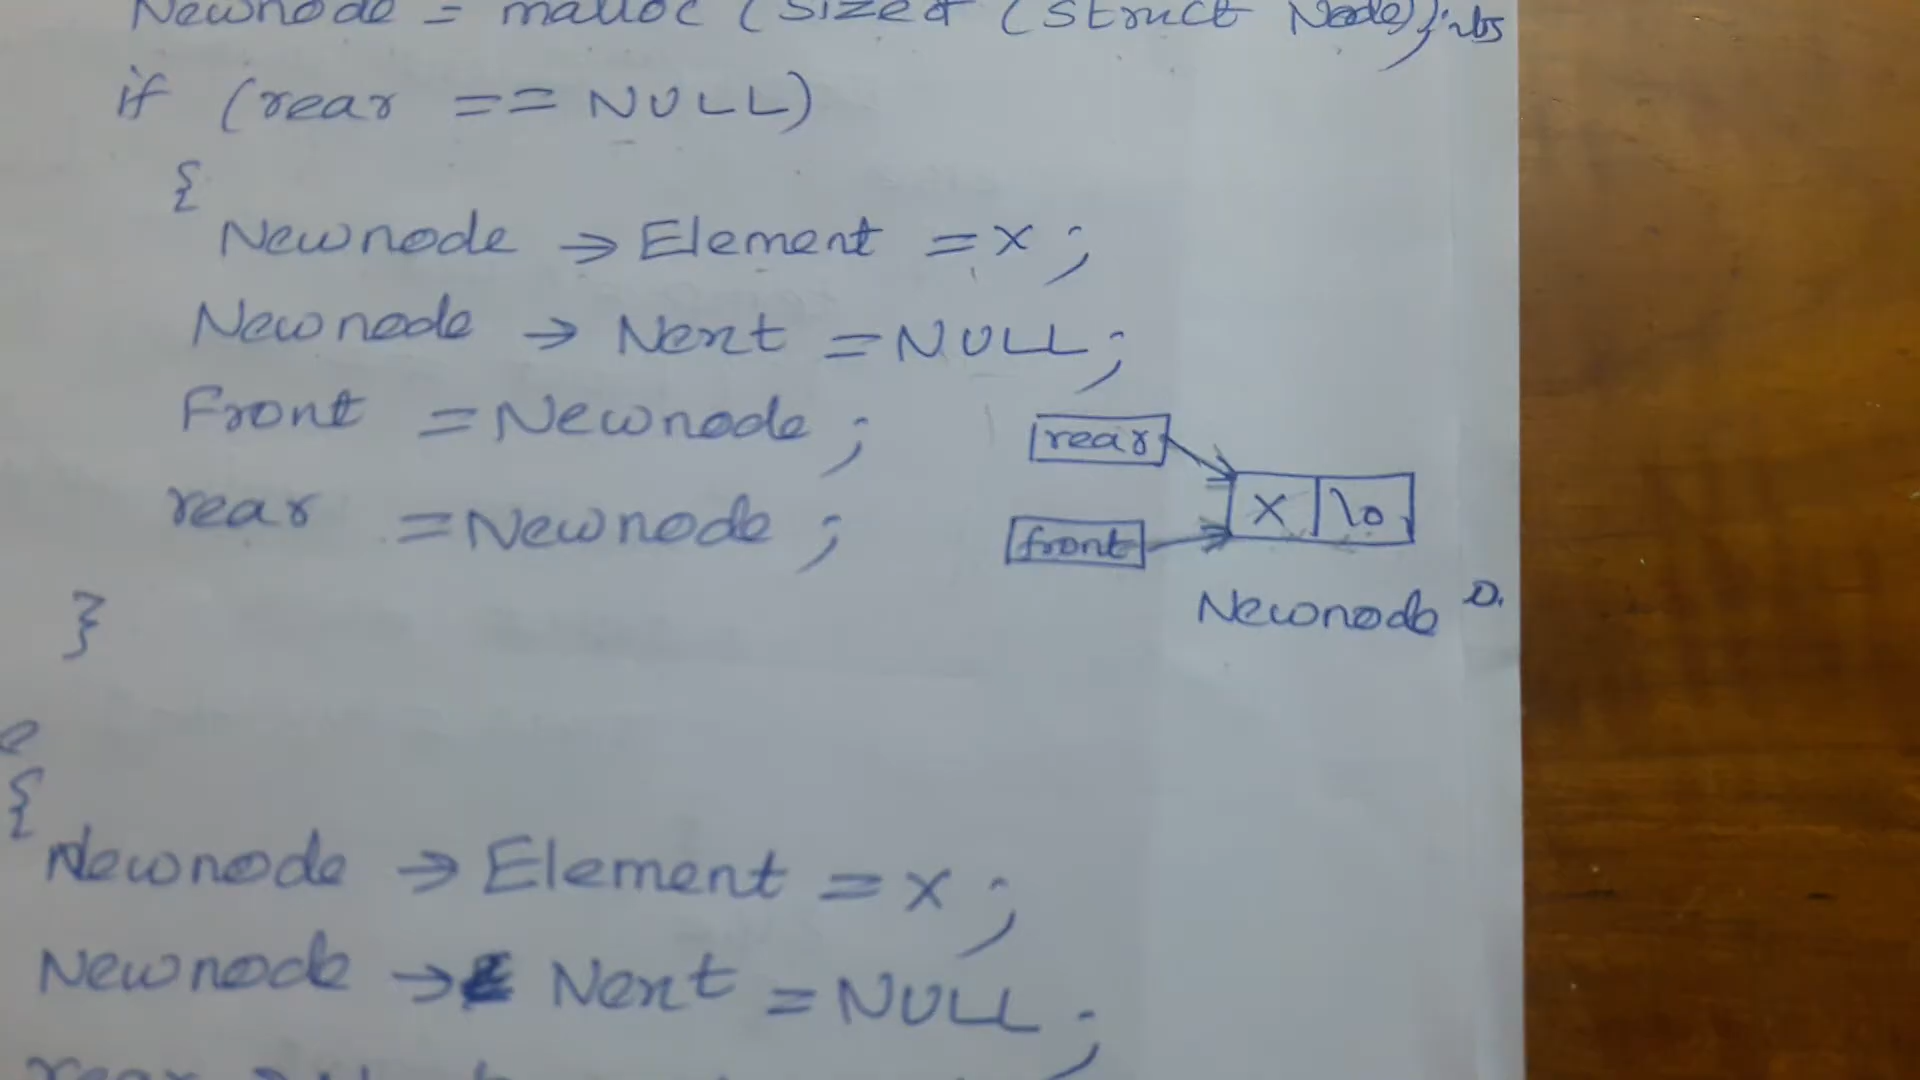 Newnode = malloc (sizeof (struct Node));
if (rear == NULL)
{
Newnode → Element = x;
Newnode → Next = NULL;
Front = Newnode;
rear = Newnode;
}
rear
front
X \0
Newnode
{
Newnode → Element = x;
Newnode → Next = NULL;
rear →